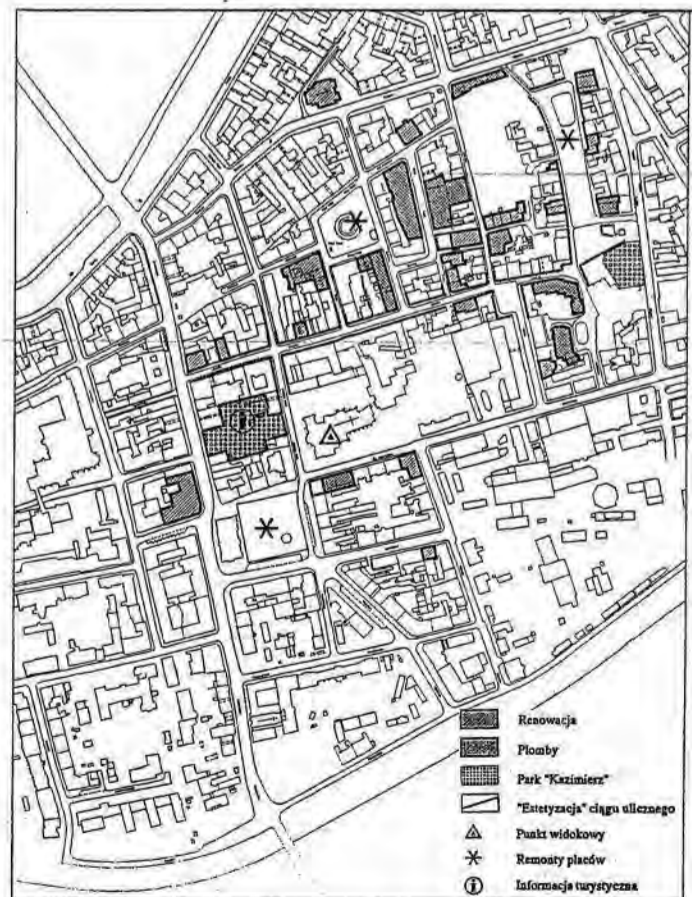 Renowacja
Plomby
Park "Kazimierz"
"Estetyzacja" ciągu ulicznego
Punkt widokowy
Remonty placów
Informacja turystyczna